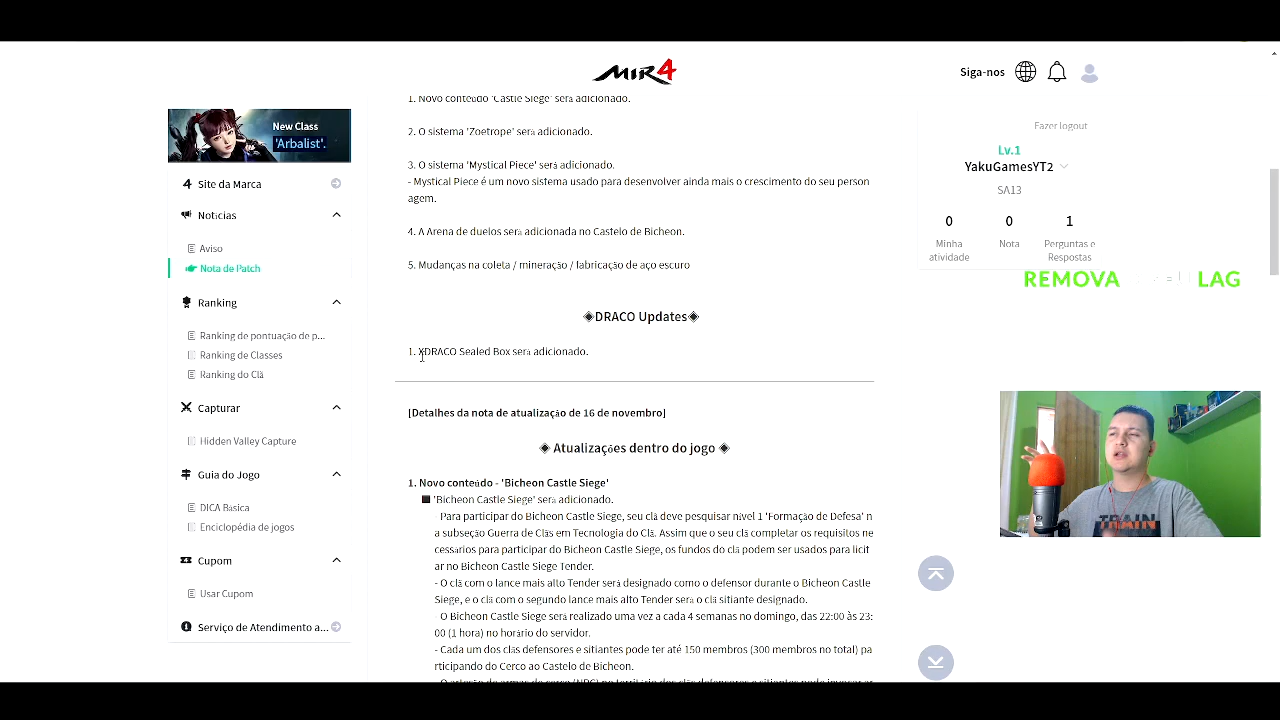 MIR4
Siga-nos
New Class
'Arbalist'.
Site da Marca
Notícias
Aviso
Nota de Patch
Ranking
Ranking de pontuação de p...
Ranking de Classes
Ranking do Clã
Capturar
Hidden Valley Capture
Guia do Jogo
DICA Básica
Enciclopédia de jogos
Cupom
Usar Cupom
Serviço de Atendimento a...
1. Novo conteúdo 'Castle Siege' será adicionado.
2. O sistema 'Zoetrope' será adicionado.
3. O sistema 'Mystical Piece' será adicionado.
- Mystical Piece é um novo sistema usado para desenvolver ainda mais o crescimento do seu person
agem.
4. A Arena de duelos será adicionada no Castelo de Bicheon.
5. Mudanças na coleta / mineração / fabricação de aço escuro
◈DRACO Updates◈
1. XDRACO Sealed Box será adicionado.
[Detalhes da nota de atualização de 16 de novembro]
◈ Atualizações dentro do jogo ◈
1. Novo conteúdo - 'Bicheon Castle Siege'
■ 'Bicheon Castle Siege' será adicionado.
Para participar do Bicheon Castle Siege, seu clã deve pesquisar nível 1 'Formação de Defesa' n
a subseção Guerra de Clãs em Tecnologia do Clã. Assim que o seu clã completar os requisitos ne
cessários para participar do Bicheon Castle Siege, os fundos do clã podem ser usados para licit
ar no Bicheon Castle Siege Tender.
- O clã com o lance mais alto Tender será designado como o defensor durante o Bicheon Castle
Siege, e o clã com o segundo lance mais alto Tender será o clã sitiante designado.
O Bicheon Castle Siege será realizado uma vez a cada 4 semanas no domingo, das 22:00 às 23:
00 (1 hora) no horário do servidor.
- Cada um dos clãs defensores e sitiantes pode ter até 150 membros (300 membros no total) pa
rticipando do Cerco ao Castelo de Bicheon.
Fazer logout
Lv.1
YakuGamesYT2
SA13
0 0 1
Minha Nota Perguntas e
atividade Respostas
REMOVA LAG
TRAIN